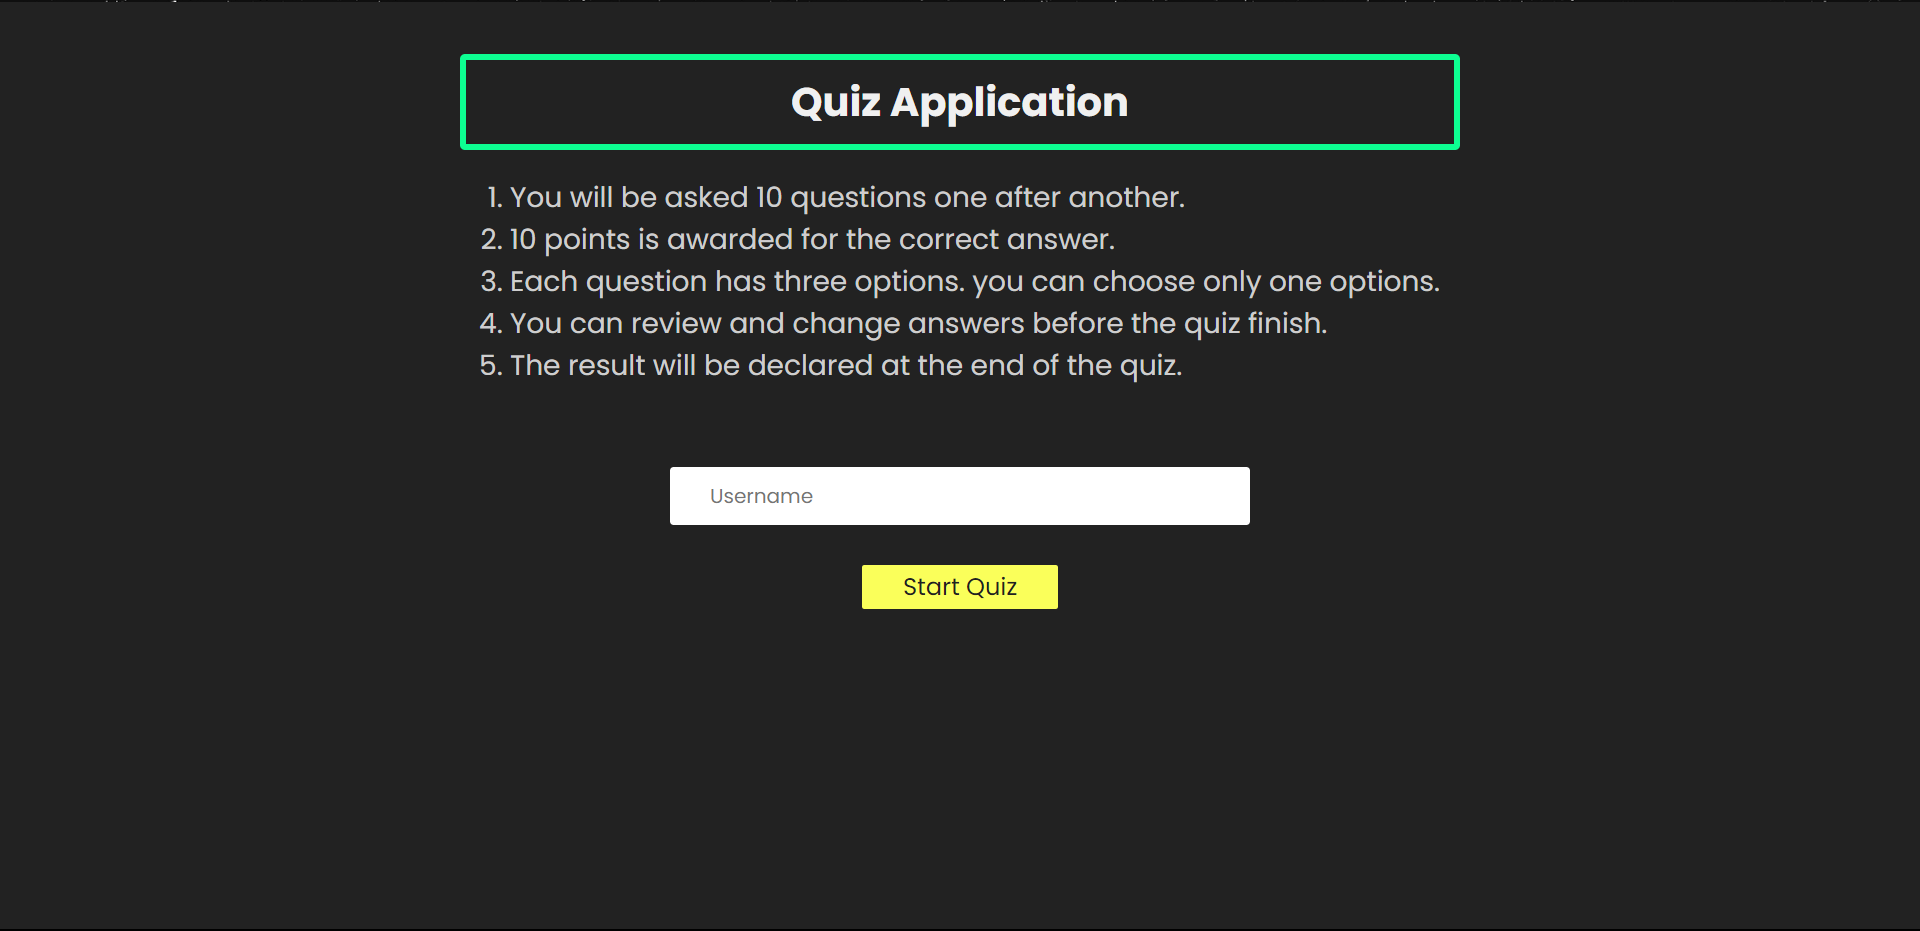 Quiz Application
1. You will be asked 10 questions one after another.
2. 10 points is awarded for the correct answer.
3. Each question has three options. you can choose only one options.
4. You can review and change answers before the quiz finish.
5. The result will be declared at the end of the quiz.
Username
Start Quiz